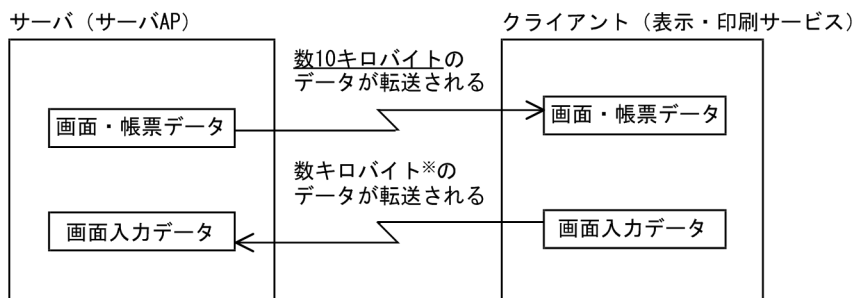 サーバ（サーバAP）
クライアント（表示・印刷サービス）
数10キロバイトの
データが転送される
画面・帳票データ
画面・帳票データ
数キロバイト※の
データが転送される
画面入力データ
画面入力データ